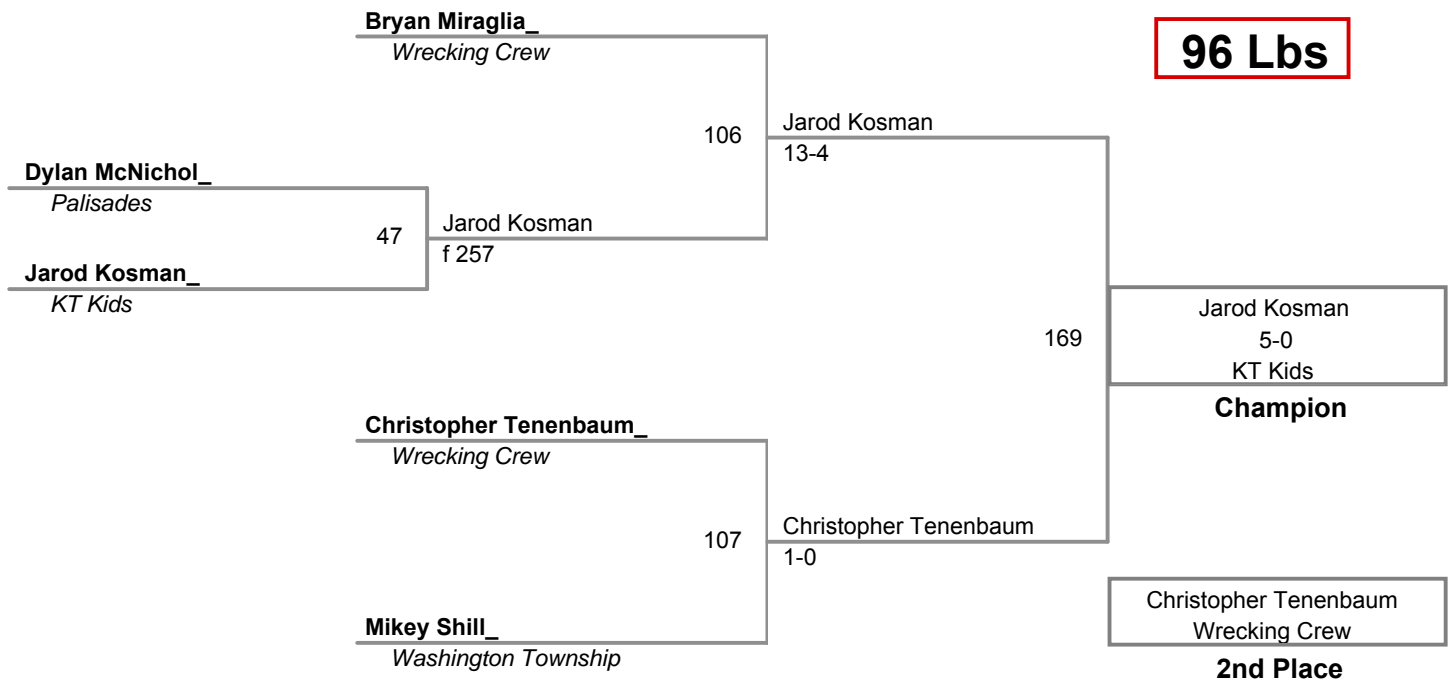 Bryan Miraglia_
Wrecking Crew
96 Lbs
106
Jarod Kosman
13-4
Dylan McNichol_
Palisades
47
Jarod Kosman
f 257
Jarod Kosman_
KT Kids
169
Jarod Kosman
5-0
KT Kids
Champion
Christopher Tenenbaum_
Wrecking Crew
107
Christopher Tenenbaum
1-0
Mikey Shill_
Washington Township
Christopher Tenenbaum
Wrecking Crew
2nd Place